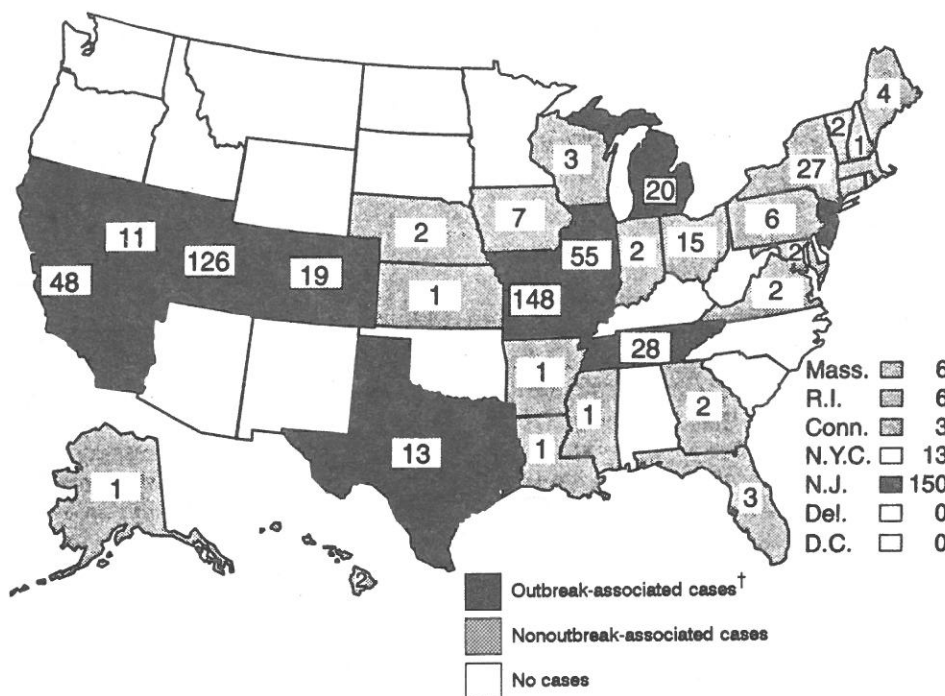 4
2
1
3
27
20
7
6
11
2
55
2
15
2
126
48
19
1
148
2
28
1
1
2
13
1
1
3
2
Mass. 6
R.I. 6
Conn. 3
N.Y.C. 13
N.J. 150
Del. 0
D.C. 0
Outbreak-associated cases†
Nonoutbreak-associated cases
No cases